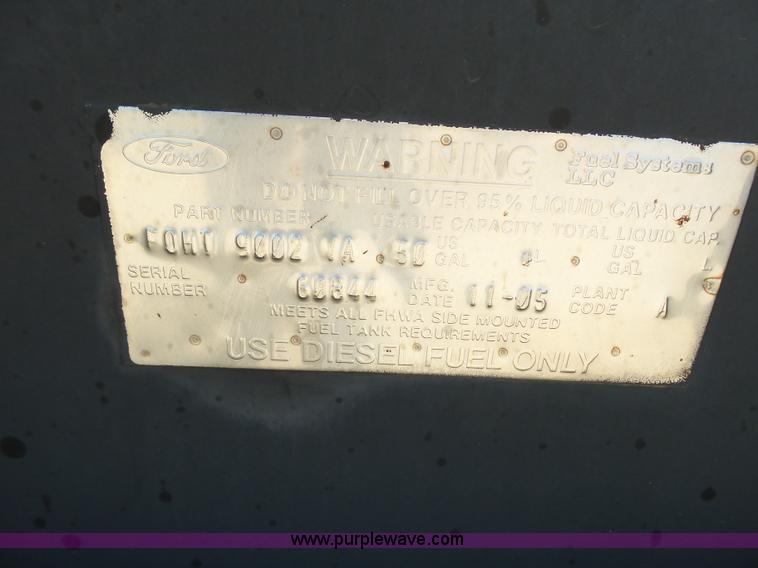 Ford WARNING Fuel Systems
LLC
DO NOT FILL OVER 95% LIQUID CAPACITY
PART NUMBER USABLE CAPACITY TOTAL LIQUID CAP.
FOHT 9002 VA 50 US GAL L US GAL L
SERIAL NUMBER 60844 MFG. DATE 11-05 PLANT CODE A
MEETS ALL FHWA SIDE MOUNTED
FUEL TANK REQUIREMENTS
USE DIESEL FUEL ONLY
www.purplewave.com